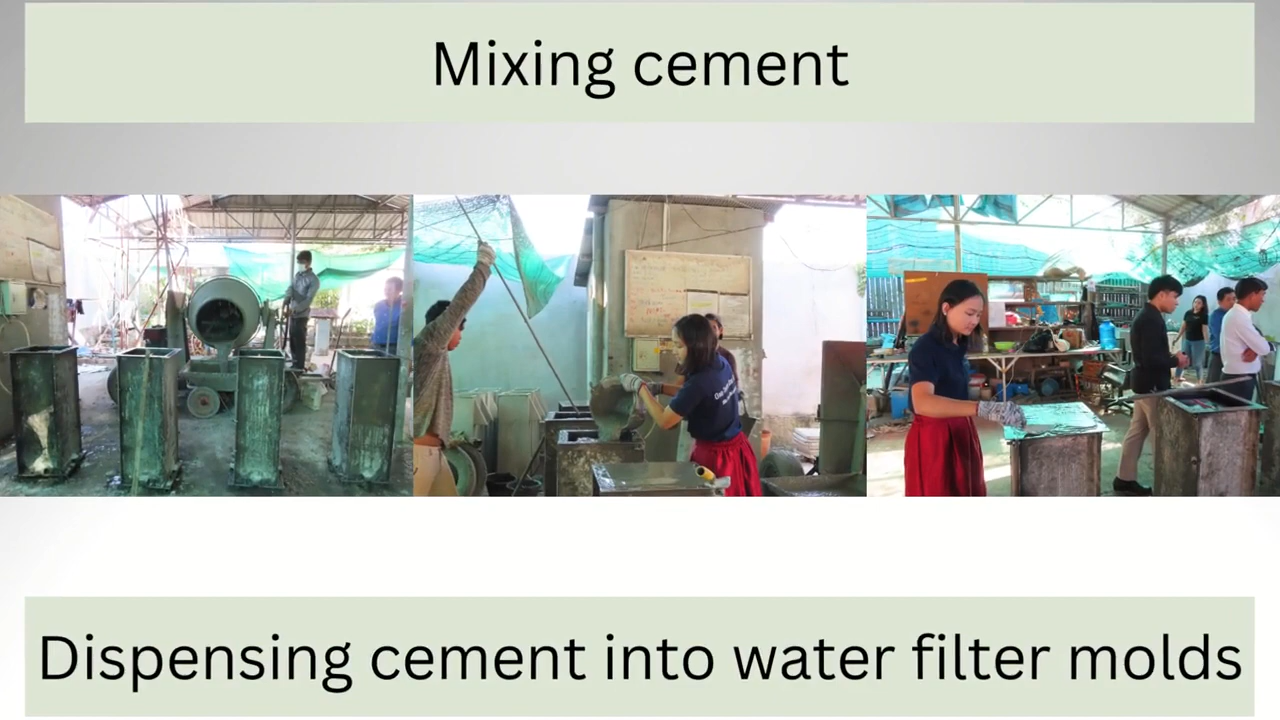 Mixing cement
Dispensing cement into water filter molds